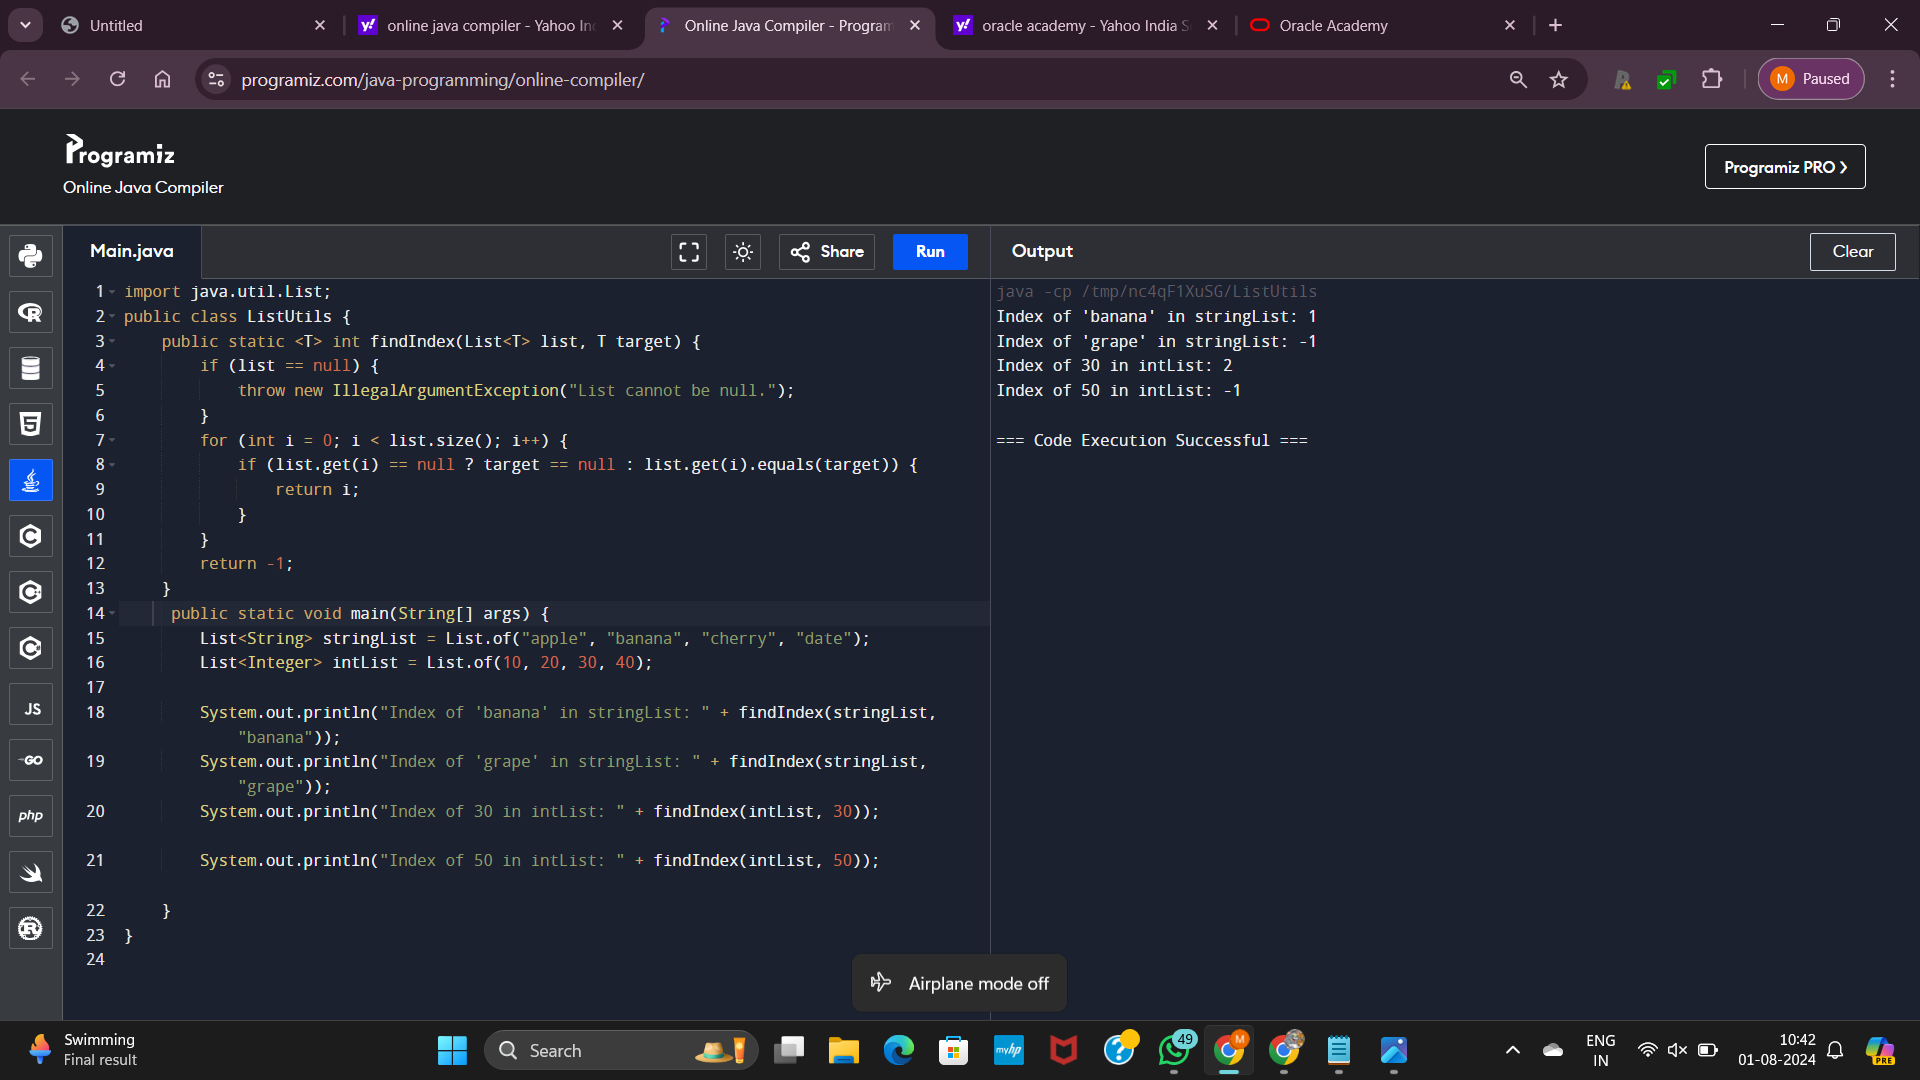 Untitled
online java compiler - Yahoo In
Online Java Compiler - Program
oracle academy - Yahoo India S
Oracle Academy
programiz.com/java-programming/online-compiler/
M Paused
Programiz
Online Java Compiler
Programiz PRO ›
Main.java
Share
Run
Output
Clear
1 import java.util.List;
2 public class ListUtils {
3 public static <T> int findIndex(List<T> list, T target) {
4 if (list == null) {
5 throw new IllegalArgumentException("List cannot be null.");
6 }
7 for (int i = 0; i < list.size(); i++) {
8 if (list.get(i) == null ? target == null : list.get(i).equals(target)) {
9 return i;
10 }
11 }
12 return -1;
13 }
14 public static void main(String[] args) {
15 List<String> stringList = List.of("apple", "banana", "cherry", "date");
16 List<Integer> intList = List.of(10, 20, 30, 40);
17
18 System.out.println("Index of 'banana' in stringList: " + findIndex(stringList,
"banana"));
19 System.out.println("Index of 'grape' in stringList: " + findIndex(stringList,
"grape"));
20 System.out.println("Index of 30 in intList: " + findIndex(intList, 30));
21 System.out.println("Index of 50 in intList: " + findIndex(intList, 50));
22 }
23 }
24
java -cp /tmp/nc4qF1XuSG/ListUtils
Index of 'banana' in stringList: 1
Index of 'grape' in stringList: -1
Index of 30 in intList: 2
Index of 50 in intList: -1
=== Code Execution Successful ===
JS
GO
php
Airplane mode off
Swimming
Final result
Search
myhp
49
M
ENG
IN
10:42
01-08-2024
PRE